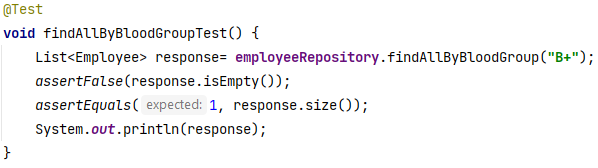 @Test
void findAllByBloodGroupTest() {
    List<Employee> response= employeeRepository.findAllByBloodGroup("B+");
    assertFalse(response.isEmpty());
    assertEquals( expected: 1, response.size());
    System.out.println(response);
}